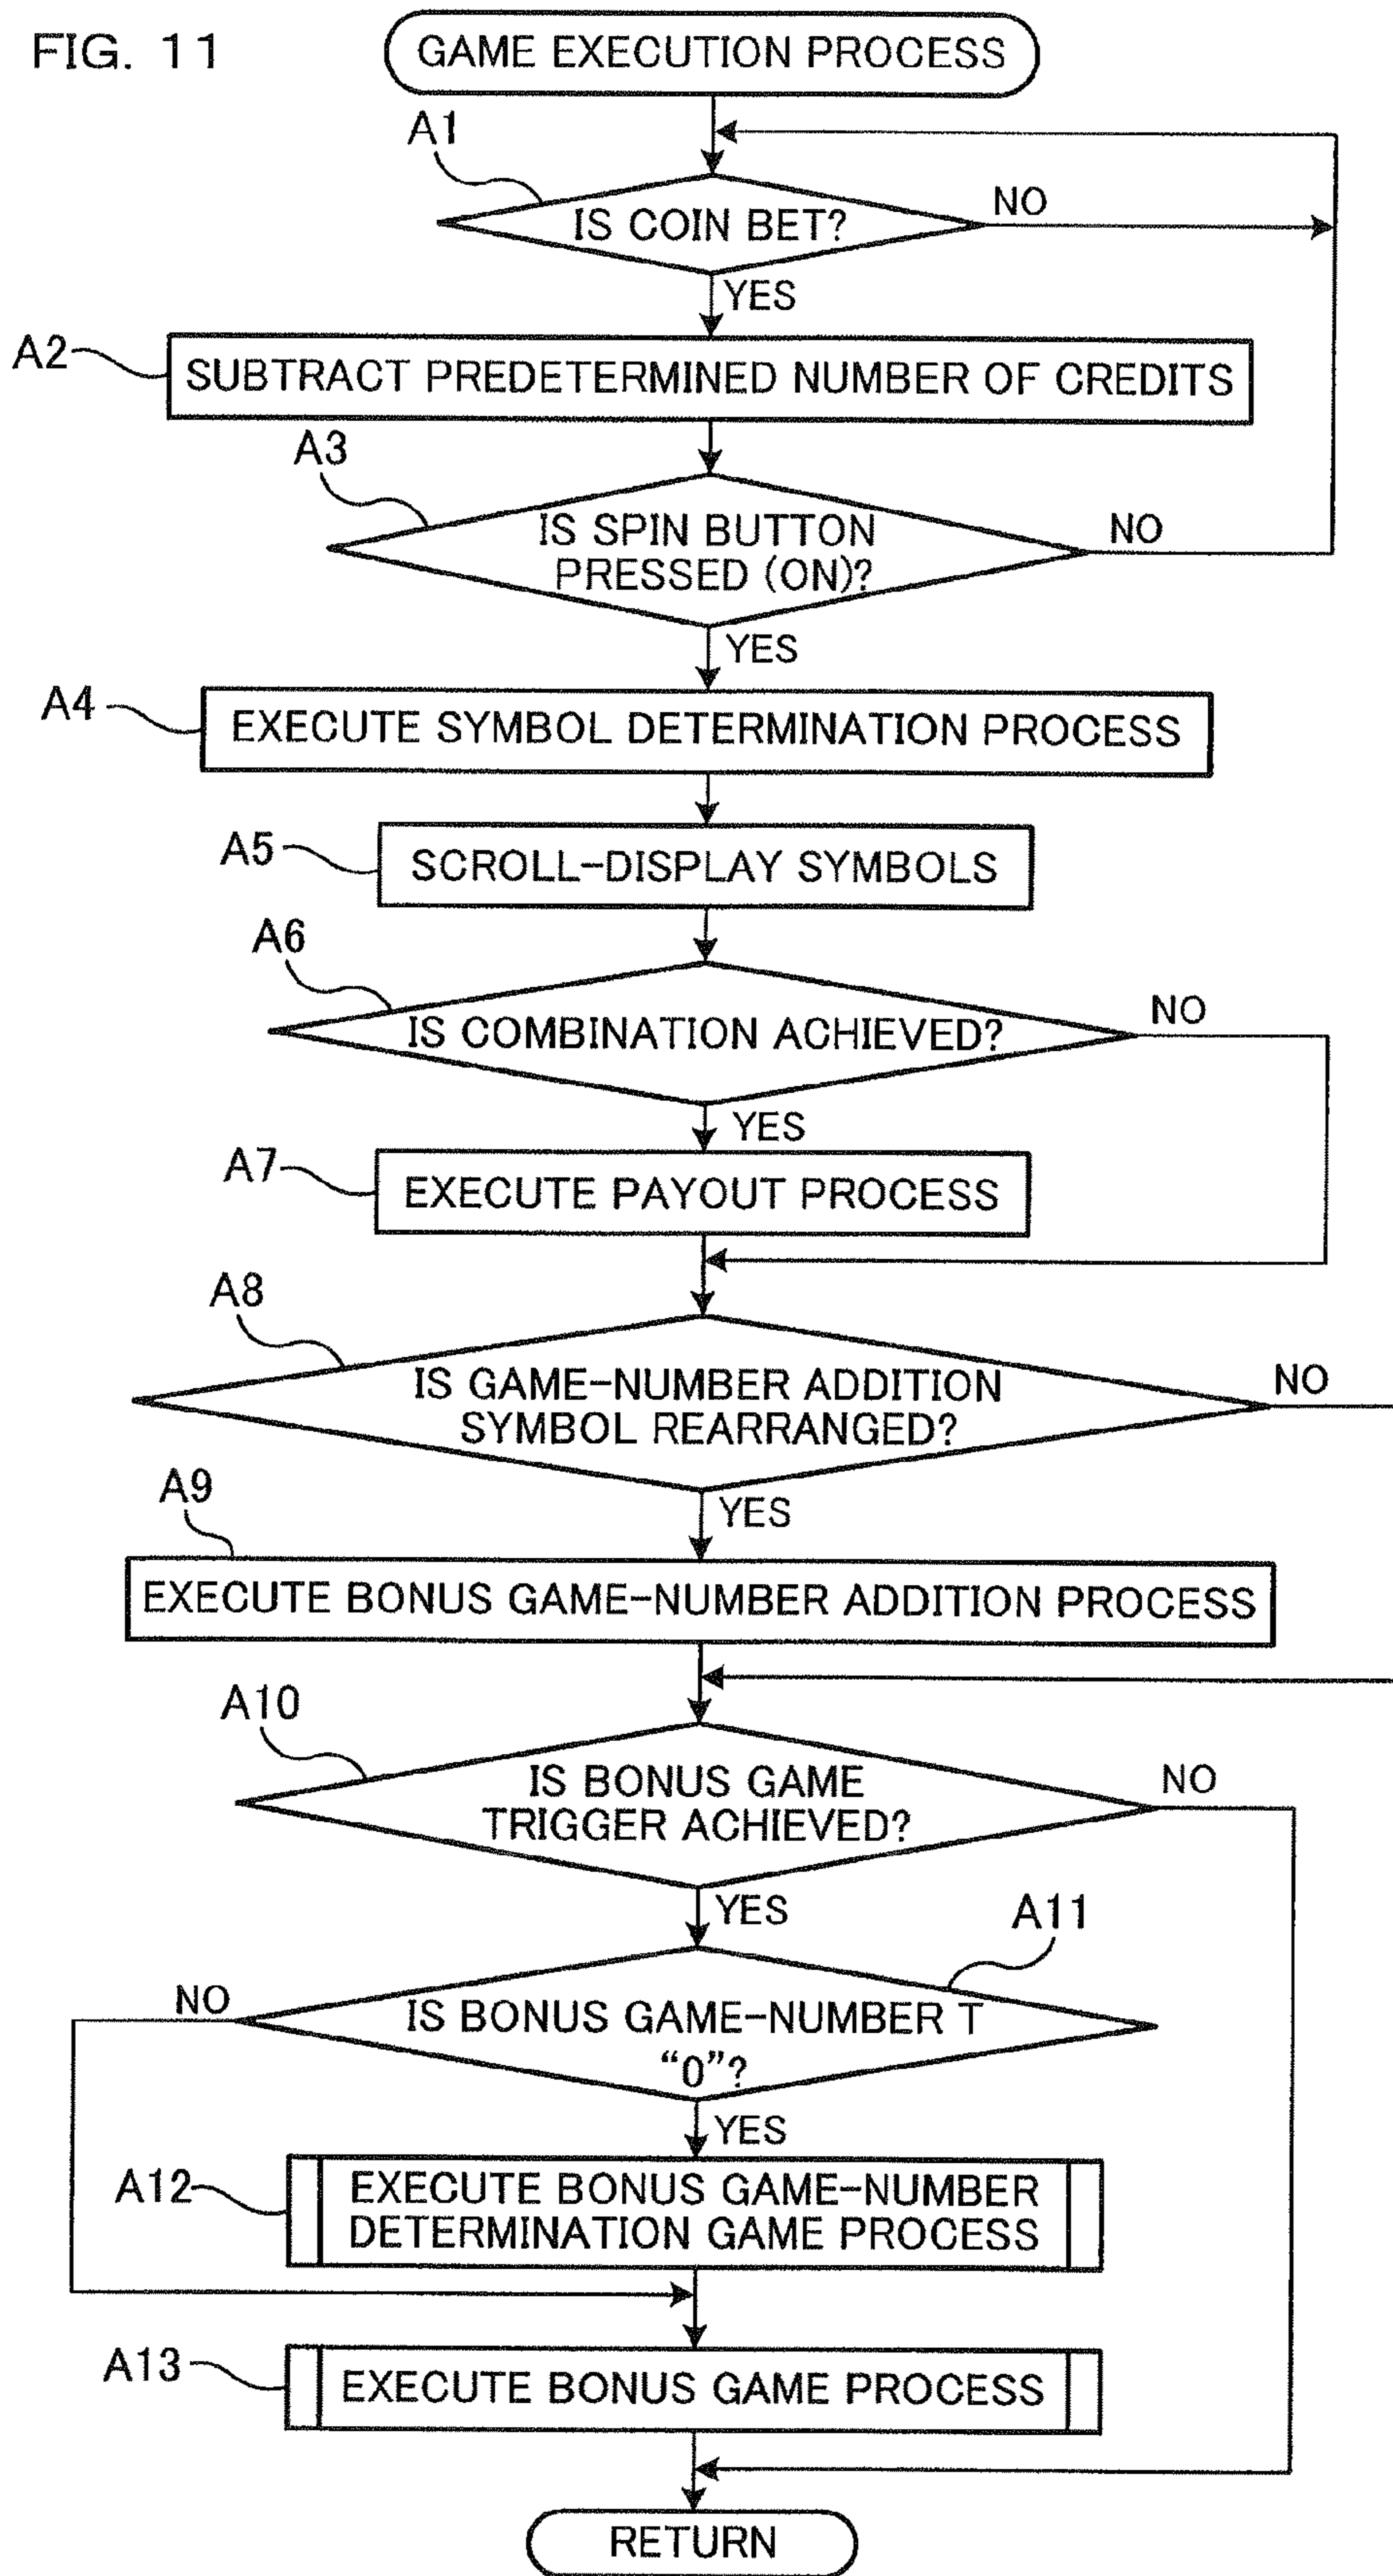 FIG. 11
GAME EXECUTION PROCESS
A1
IS COIN BET?
NO
YES
A2
SUBTRACT PREDETERMINED NUMBER OF CREDITS
A3
IS SPIN BUTTON
PRESSED (ON)?
NO
YES
A4
EXECUTE SYMBOL DETERMINATION PROCESS
A5
SCROLL-DISPLAY SYMBOLS
A6
IS COMBINATION ACHIEVED?
NO
YES
A7
EXECUTE PAYOUT PROCESS
A8
IS GAME-NUMBER ADDITION
SYMBOL REARRANGED?
NO
YES
A9
EXECUTE BONUS GAME-NUMBER ADDITION PROCESS
A10
IS BONUS GAME
TRIGGER ACHIEVED?
NO
YES
A11
NO
IS BONUS GAME-NUMBER T
“0”?
YES
A12
EXECUTE BONUS GAME-NUMBER
DETERMINATION GAME PROCESS
A13
EXECUTE BONUS GAME PROCESS
RETURN